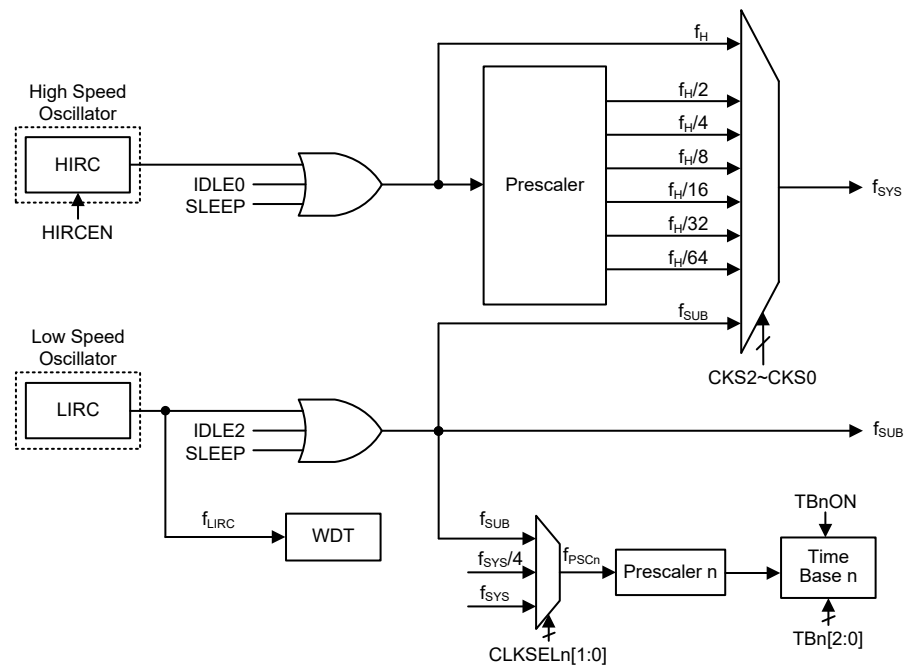 High Speed
Oscillator
HIRC
HIRCEN
IDLE0
SLEEP
fH
Prescaler
fH/2
fH/4
fH/8
fH/16
fH/32
fH/64
fSUB
CKS2~CKS0
fSYS
Low Speed
Oscillator
LIRC
IDLE2
SLEEP
fSUB
fLIRC
WDT
fSUB
fSYS/4
fSYS
CLKSELn[1:0]
fPSCn
Prescaler n
TBnON
Time
Base n
TBn[2:0]